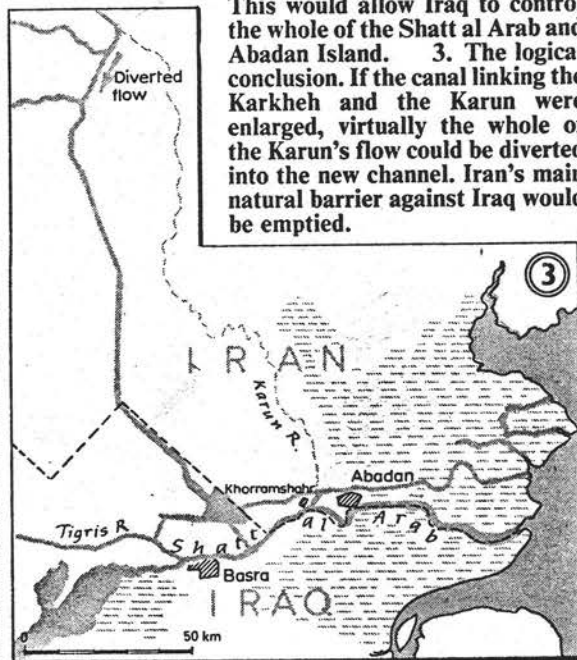 This would allow Iraq to control
the whole of the Shatt al Arab and
Abadan Island. 3. The logical
conclusion. If the canal linking the
Karkheh and the Karun were
enlarged, virtually the whole of
the Karun's flow could be diverted
into the new channel. Iran's main
natural barrier against Iraq would
be emptied.
Diverted
flow
3
IRAN
Karun R.
Khorramshahr
Abadan
Tigris R
Shatt al Arab
Basra
IRAQ
0 50 km